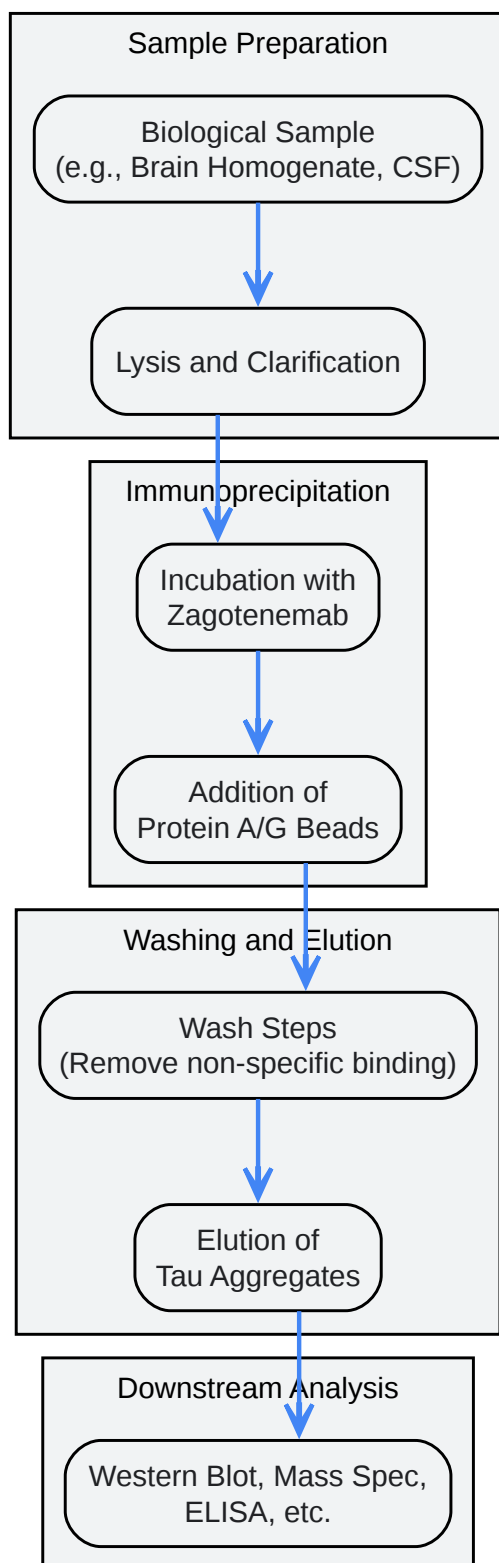 Sample Preparation
Biological Sample
(e.g., Brain Homogenate, CSF)
Lysis and Clarification
Immunoprecipitation
Incubation with
Zagotenemab
Addition of
Protein A/G Beads
Washing and Elution
Wash Steps
(Remove non-specific binding)
Elution of
Tau Aggregates
Downstream Analysis
Western Blot, Mass Spec,
ELISA, etc.